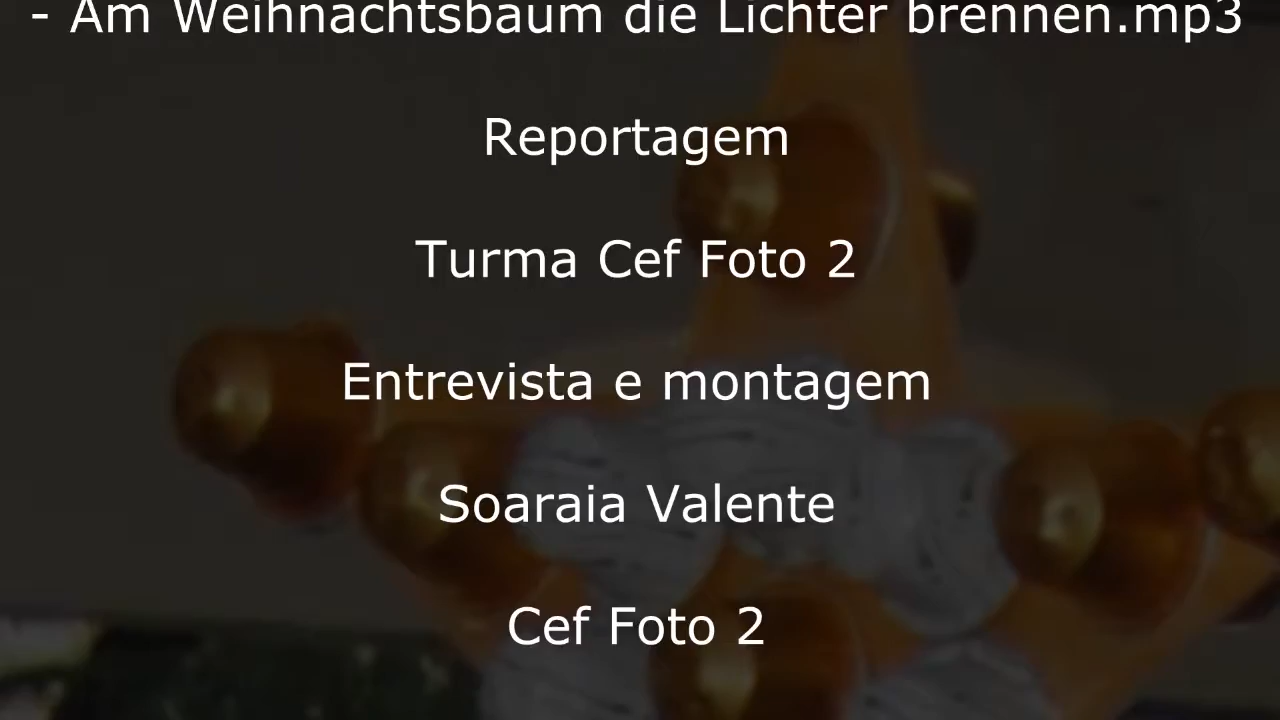 - Am Weihnachtsbaum die Lichter brennen.mp3
Reportagem
Turma Cef Foto 2
Entrevista e montagem
Soaraia Valente
Cef Foto 2